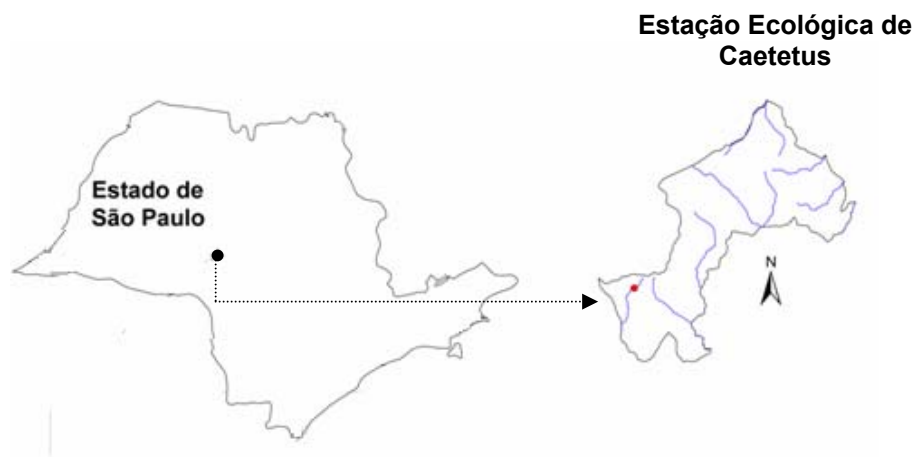 Estação Ecológica de
Caetetus
Estado de
São Paulo
N